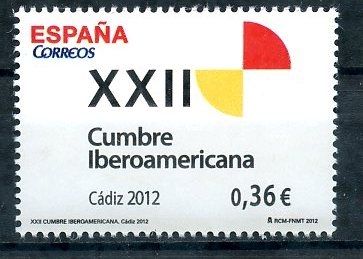 ESPAÑA
CORREOS
XXII
Cumbre
Iberoamericana
Cádiz 2012 0,36 €
XXII CUMBRE IBEROAMERICANA. Cádiz 2012 RCM-FNMT 2012